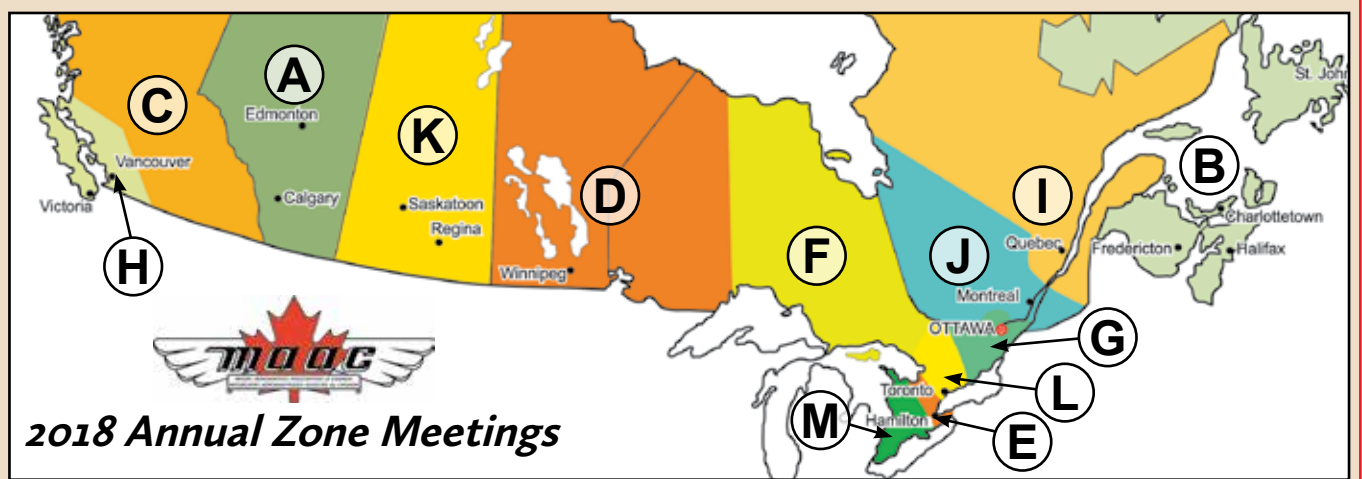 St. John
A
C
Edmonton
K
Vancouver
B
D
I
Victoria
Calgary
Saskatoon
Charlottetown
Regina
Quebec
Fredericton
Halifax
H
F
J
Winnipeg
Montreal
OTTAWA
G
maac
Toronto
L
M
Hamilton
E
2018 Annual Zone Meetings